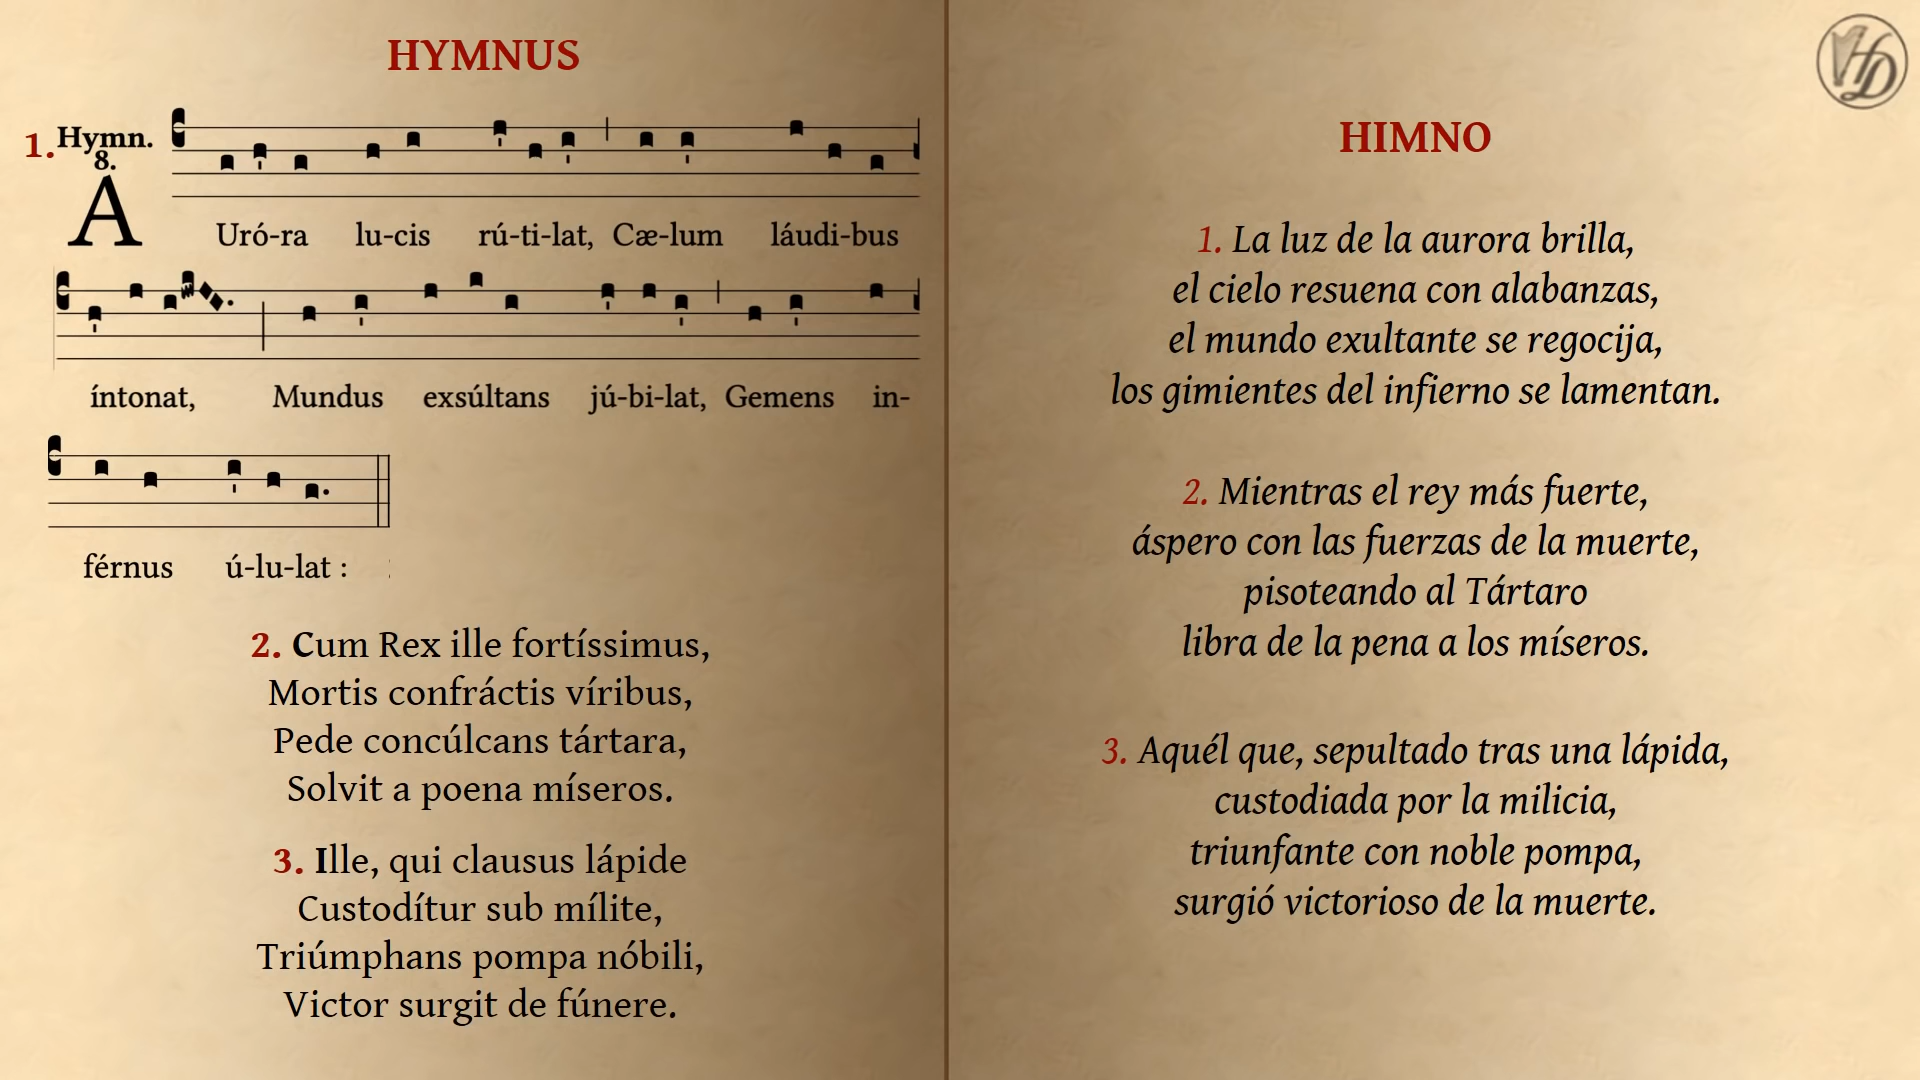 HYMNUS
1. Hymn.
8.
AUró-ra lu-cis rú-ti-lat, Cæ-lum láudi-bus
íntonat, Mundus exsúltans jú-bi-lat, Gemens in-
férnus ú-lu-lat :
2. Cum Rex ille fortíssimus,
Mortis confráctis víribus,
Pede concúlcans tártara,
Solvit a poena míseros.
3. Ille, qui clausus lápide
Custodítur sub mílite,
Triúmphans pompa nóbili,
Victor surgit de fúnere.
HD
HIMNO
1. La luz de la aurora brilla,
el cielo resuena con alabanzas,
el mundo exultante se regocija,
los gimientes del infierno se lamentan.
2. Mientras el rey más fuerte,
áspero con las fuerzas de la muerte,
pisoteando al Tártaro
libra de la pena a los míseros.
3. Aquél que, sepultado tras una lápida,
custodiada por la milicia,
triunfante con noble pompa,
surgió victorioso de la muerte.